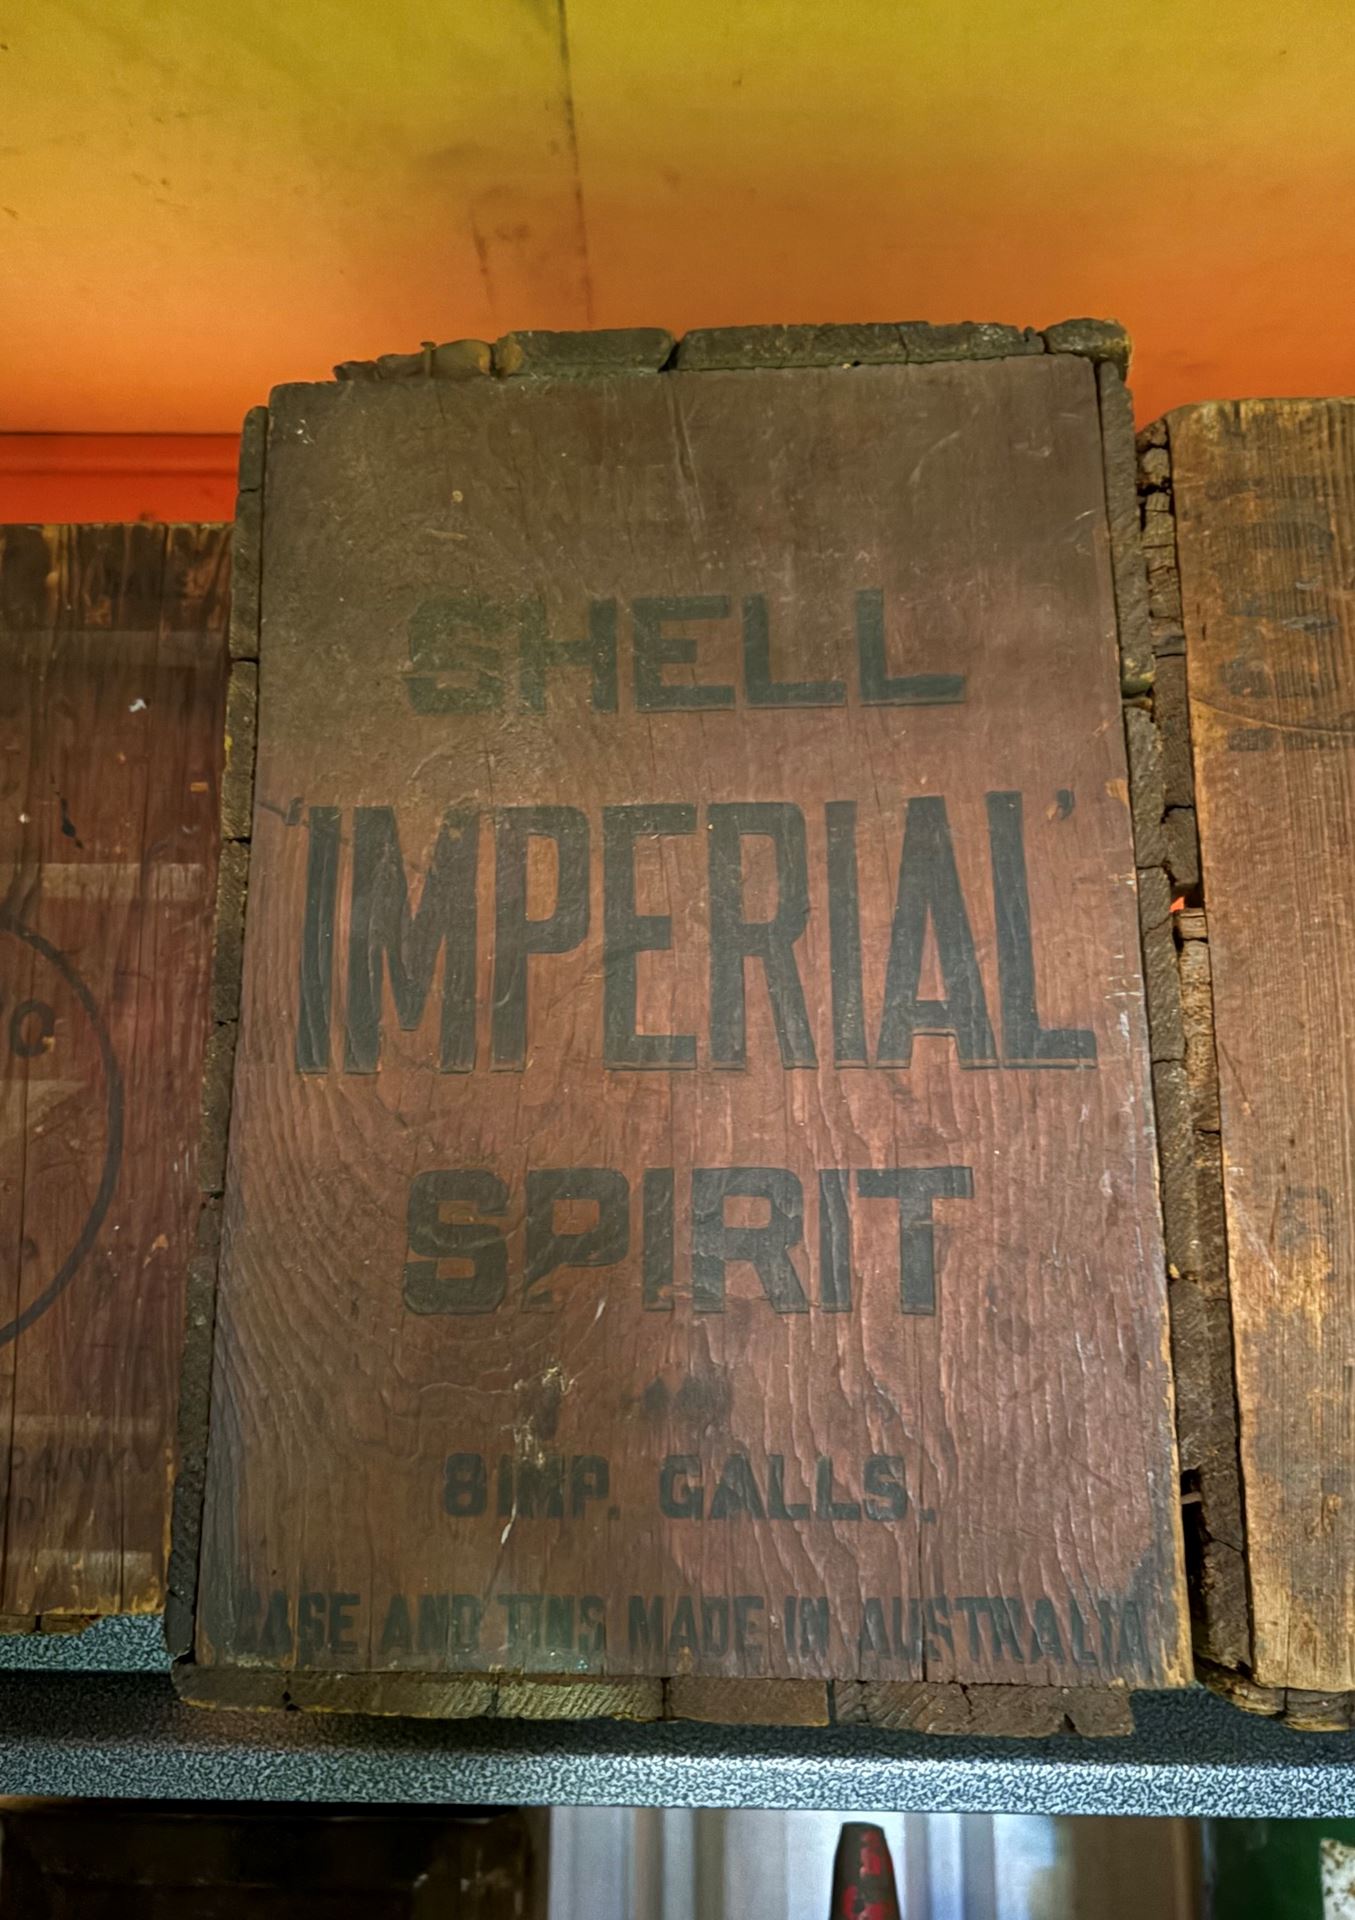 SHELL
'IMPERIAL'
SPIRIT
8 IMP. GALLS.
CASE AND TINS MADE IN AUSTRALIA